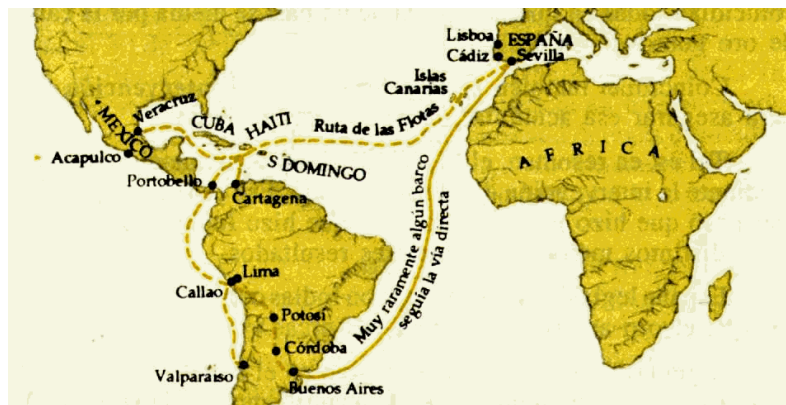 Lisboa
ESPAÑA
Cádiz
Sevilla
Islas
Canarias
Veracruz
MEXICO
CUBA
HAITI
Ruta de las Flotas
AFRICA
Acapulco
S DOMINGO
Portobello
Cartagena
Muy raramente algún barco
seguía la vía directa
Lima
Callao
Potosí
Córdoba
Valparaiso
Buenos Aires